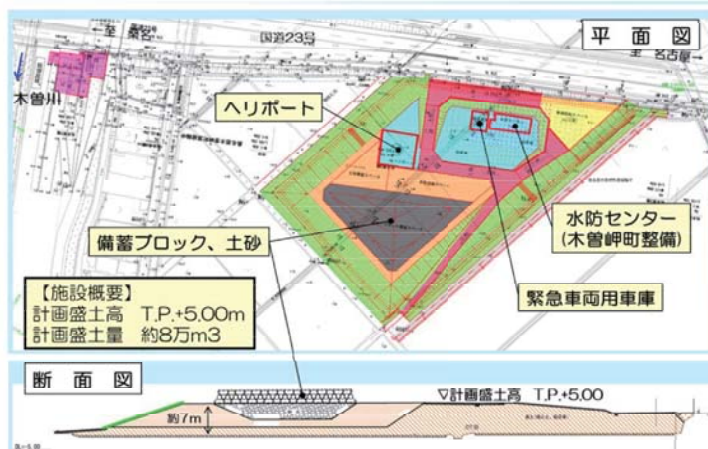 至 桑名
国道23号
平面図
至 名古屋
木曽川
ヘリポート
水防センター
(木曽岬町整備)
備蓄ブロック、土砂
緊急車両用車庫
【施設概要】
計画盛土高 T.P.+5.00m
計画盛土量 約8万m3
断面図
▽計画盛土高 T.P.+5.00
約7m